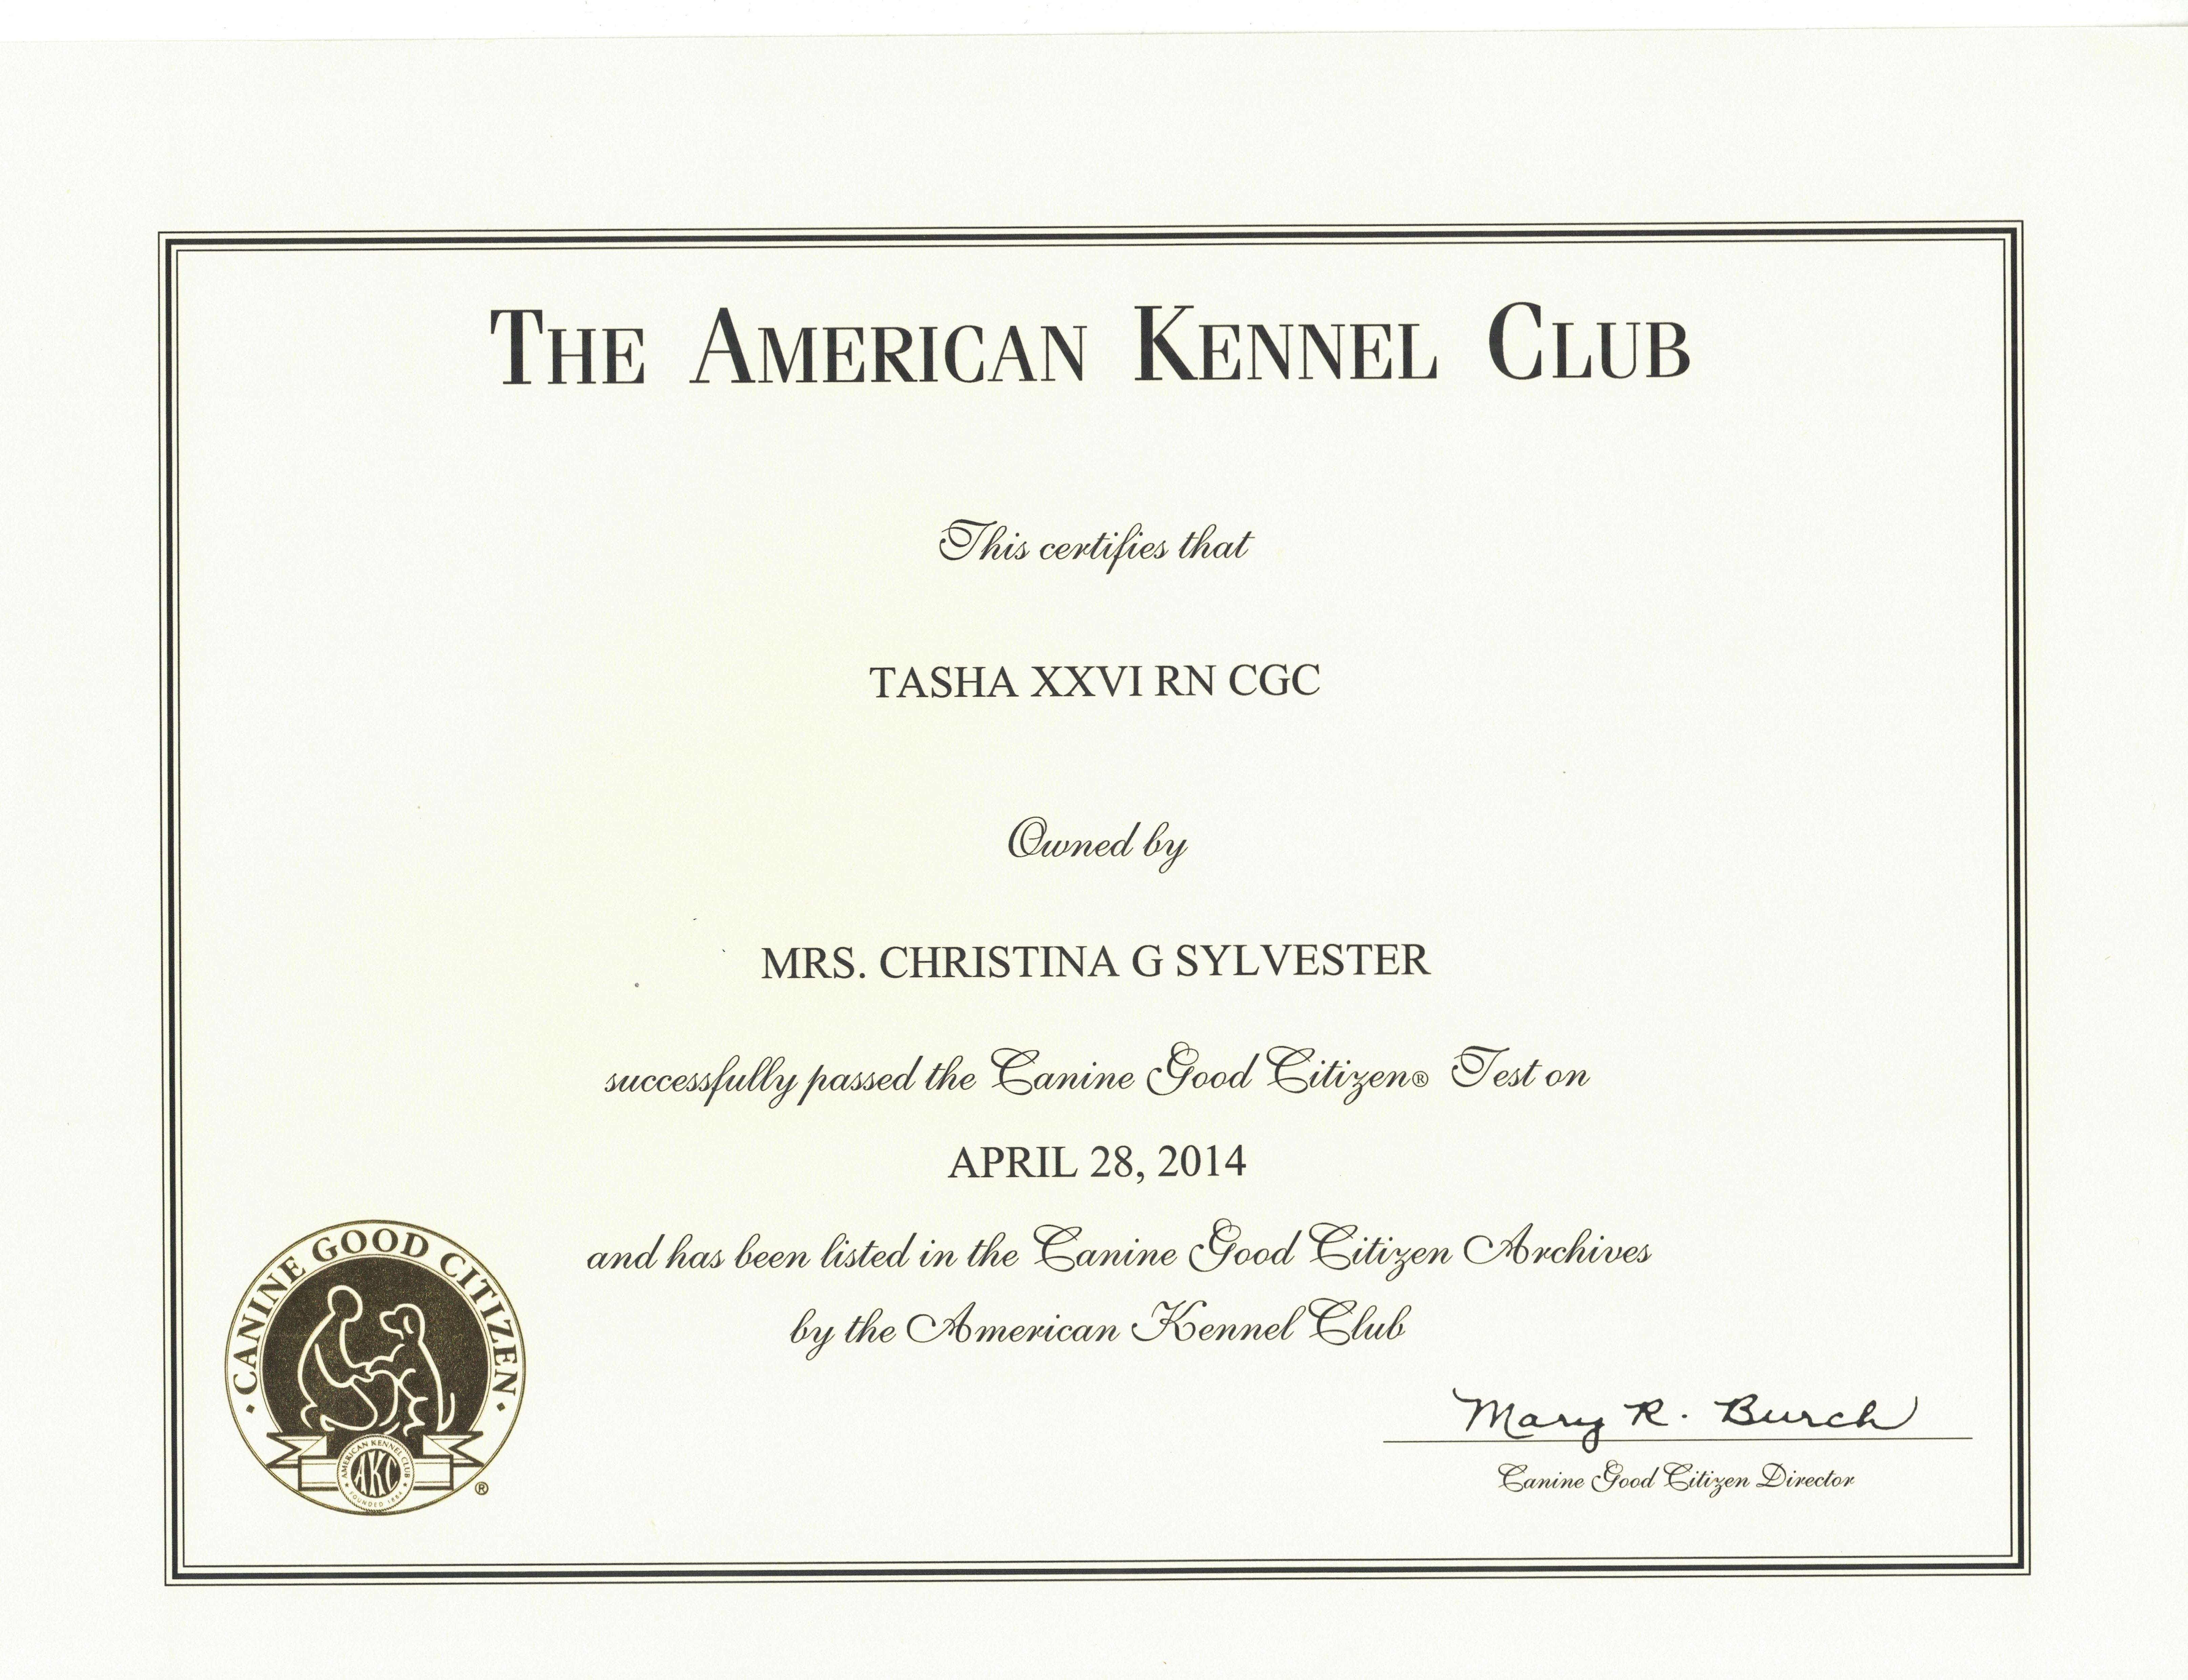 THE AMERICAN KENNEL CLUB
This certifies that
TASHA XXVI RN CGC
Owned by
MRS. CHRISTINA G SYLVESTER
successfully passed the Canine Good Citizen® Test on
APRIL 28, 2014
and has been listed in the Canine Good Citizen Archives
by the American Kennel Club
• CANINE GOOD CITIZEN •
AMERICAN KENNEL CLUB
AKC
FOUNDED 1884
®
Mary R. Burch
Canine Good Citizen Director